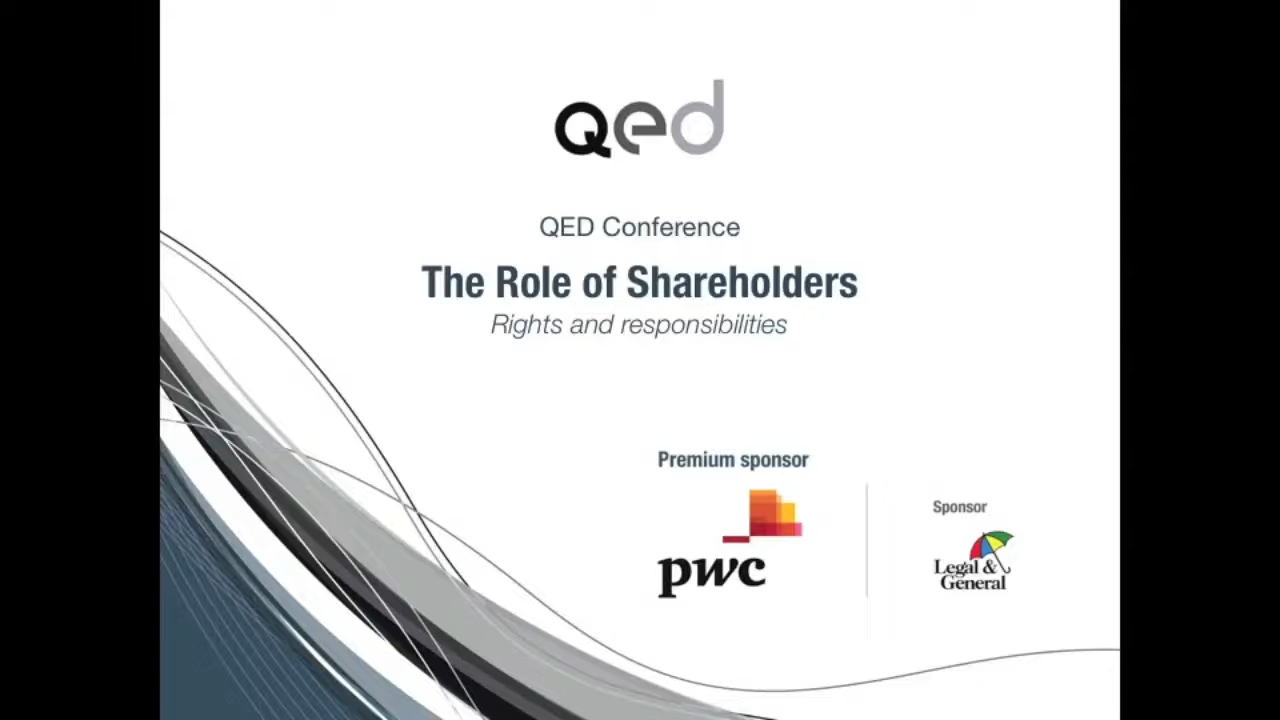 qed
QED Conference
The Role of Shareholders
Rights and responsibilities
Premium sponsor
pwc
Sponsor
Legal &
General